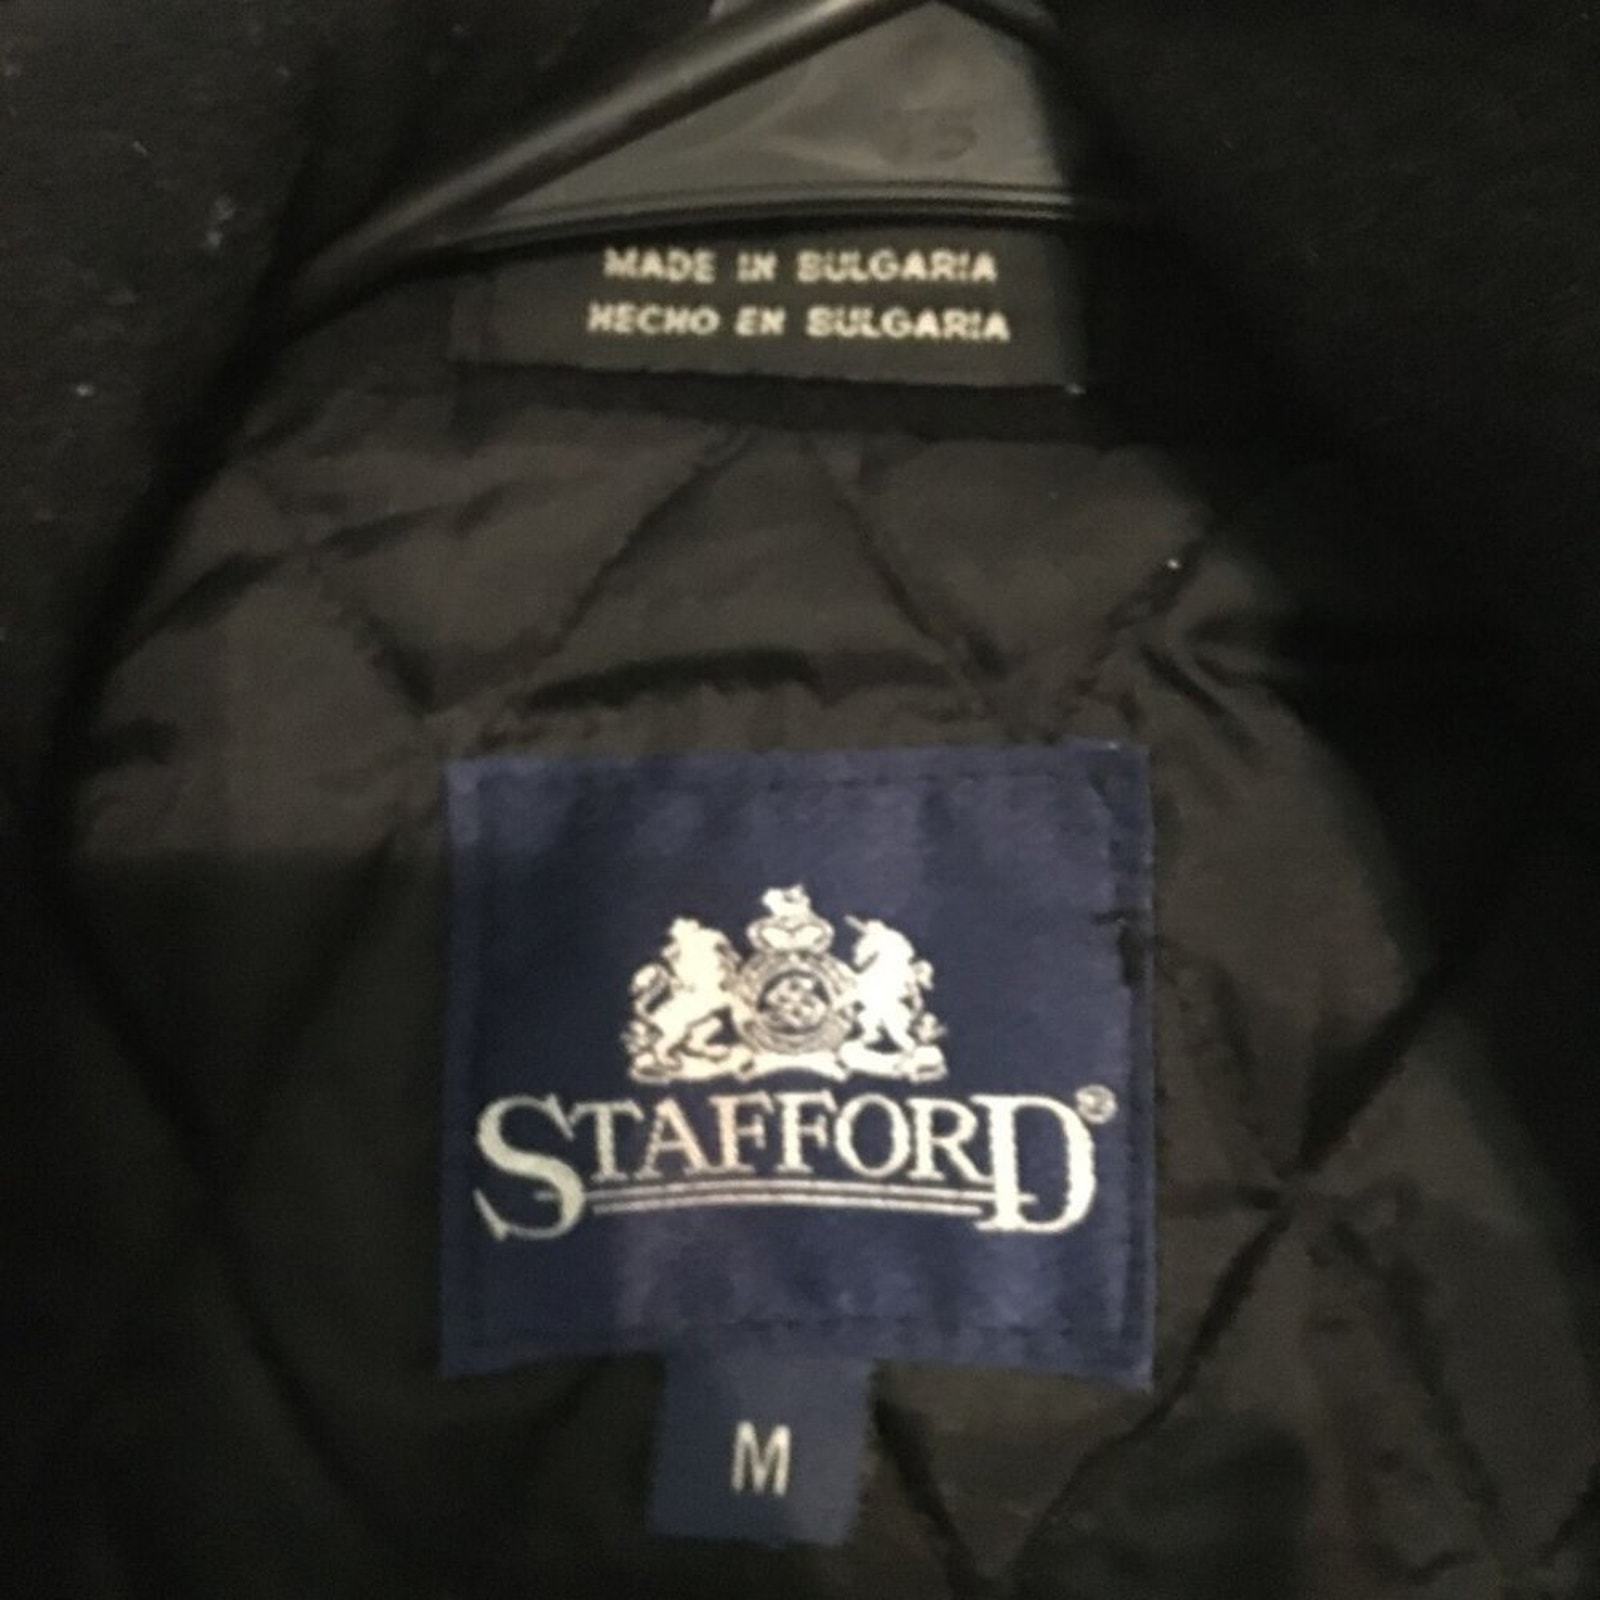 MADE IN BULGARIA
HECHO EN BULGARIA
STAFFORD®
M